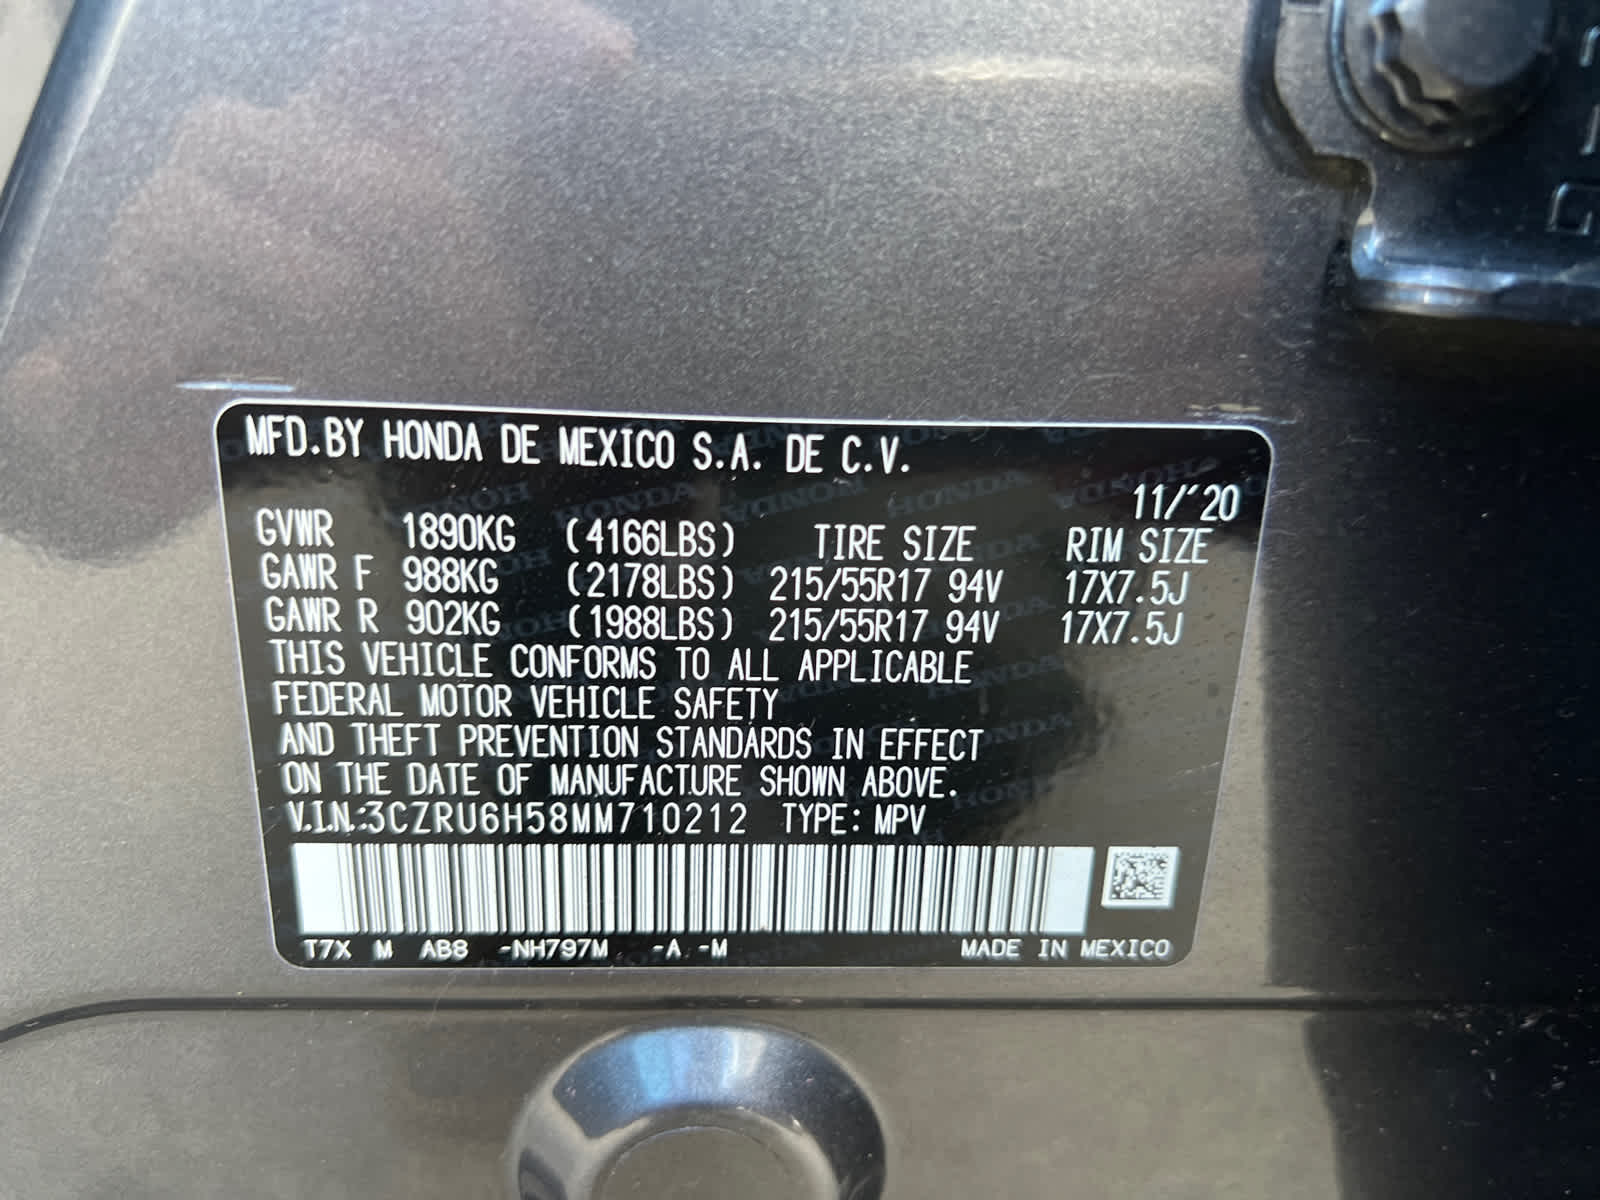 MFD.BY HONDA DE MEXICO S.A. DE C.V.
11/'20
GVWR 1890KG (4166LBS) TIRE SIZE RIM SIZE
GAWR F 988KG (2178LBS) 215/55R17 94V 17X7.5J
GAWR R 902KG (1988LBS) 215/55R17 94V 17X7.5J
THIS VEHICLE CONFORMS TO ALL APPLICABLE
FEDERAL MOTOR VEHICLE SAFETY
AND THEFT PREVENTION STANDARDS IN EFFECT
ON THE DATE OF MANUFACTURE SHOWN ABOVE.
V.I.N.:3CZRU6H58MM710212 TYPE: MPV
T7X M AB8 -NH797M -A -M MADE IN MEXICO